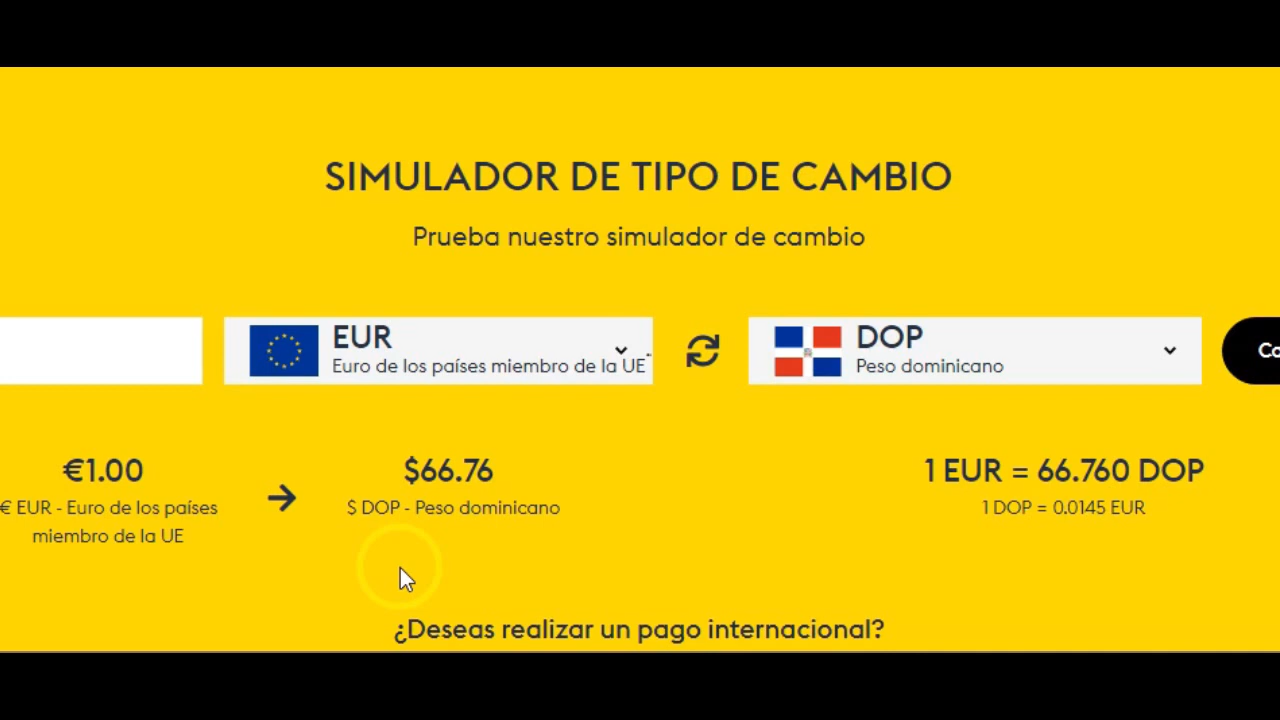 SIMULADOR DE TIPO DE CAMBIO
Prueba nuestro simulador de cambio
EUR
Euro de los países miembro de la UE
DOP
Peso dominicano
Co
€1.00
€ EUR - Euro de los países
miembro de la UE
$66.76
$ DOP - Peso dominicano
1 EUR = 66.760 DOP
1 DOP = 0.0145 EUR
¿Deseas realizar un pago internacional?